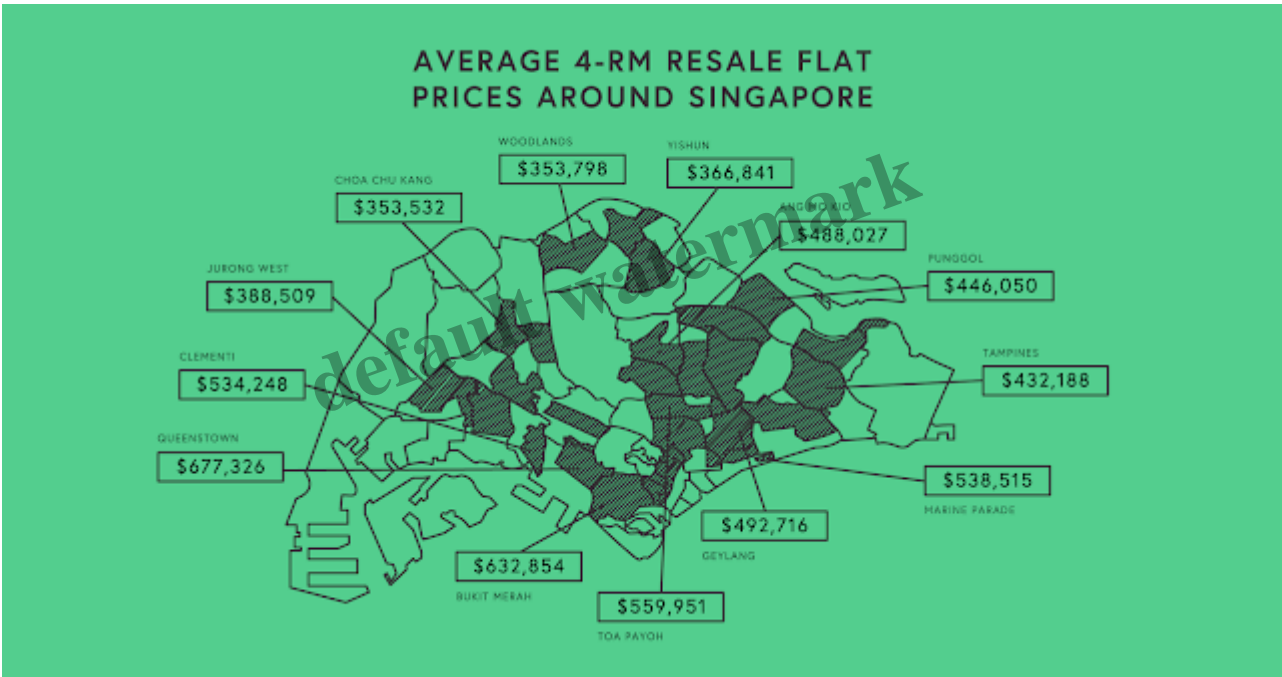 AVERAGE 4-RM RESALE FLAT
PRICES AROUND SINGAPORE
WOODLANDS
$353,798
YISHUN
$366,841
CHOA CHU KANG
$353,532
ANG MO KIO
$488,027
JURONG WEST
$388,509
PUNGGOL
$446,050
CLEMENTI
$534,248
TAMPINES
$432,188
QUEENSTOWN
$677,326
$538,515
MARINE PARADE
$492,716
GEYLANG
$632,854
BUKIT MERAH
$559,951
TOA PAYOH
default watermark